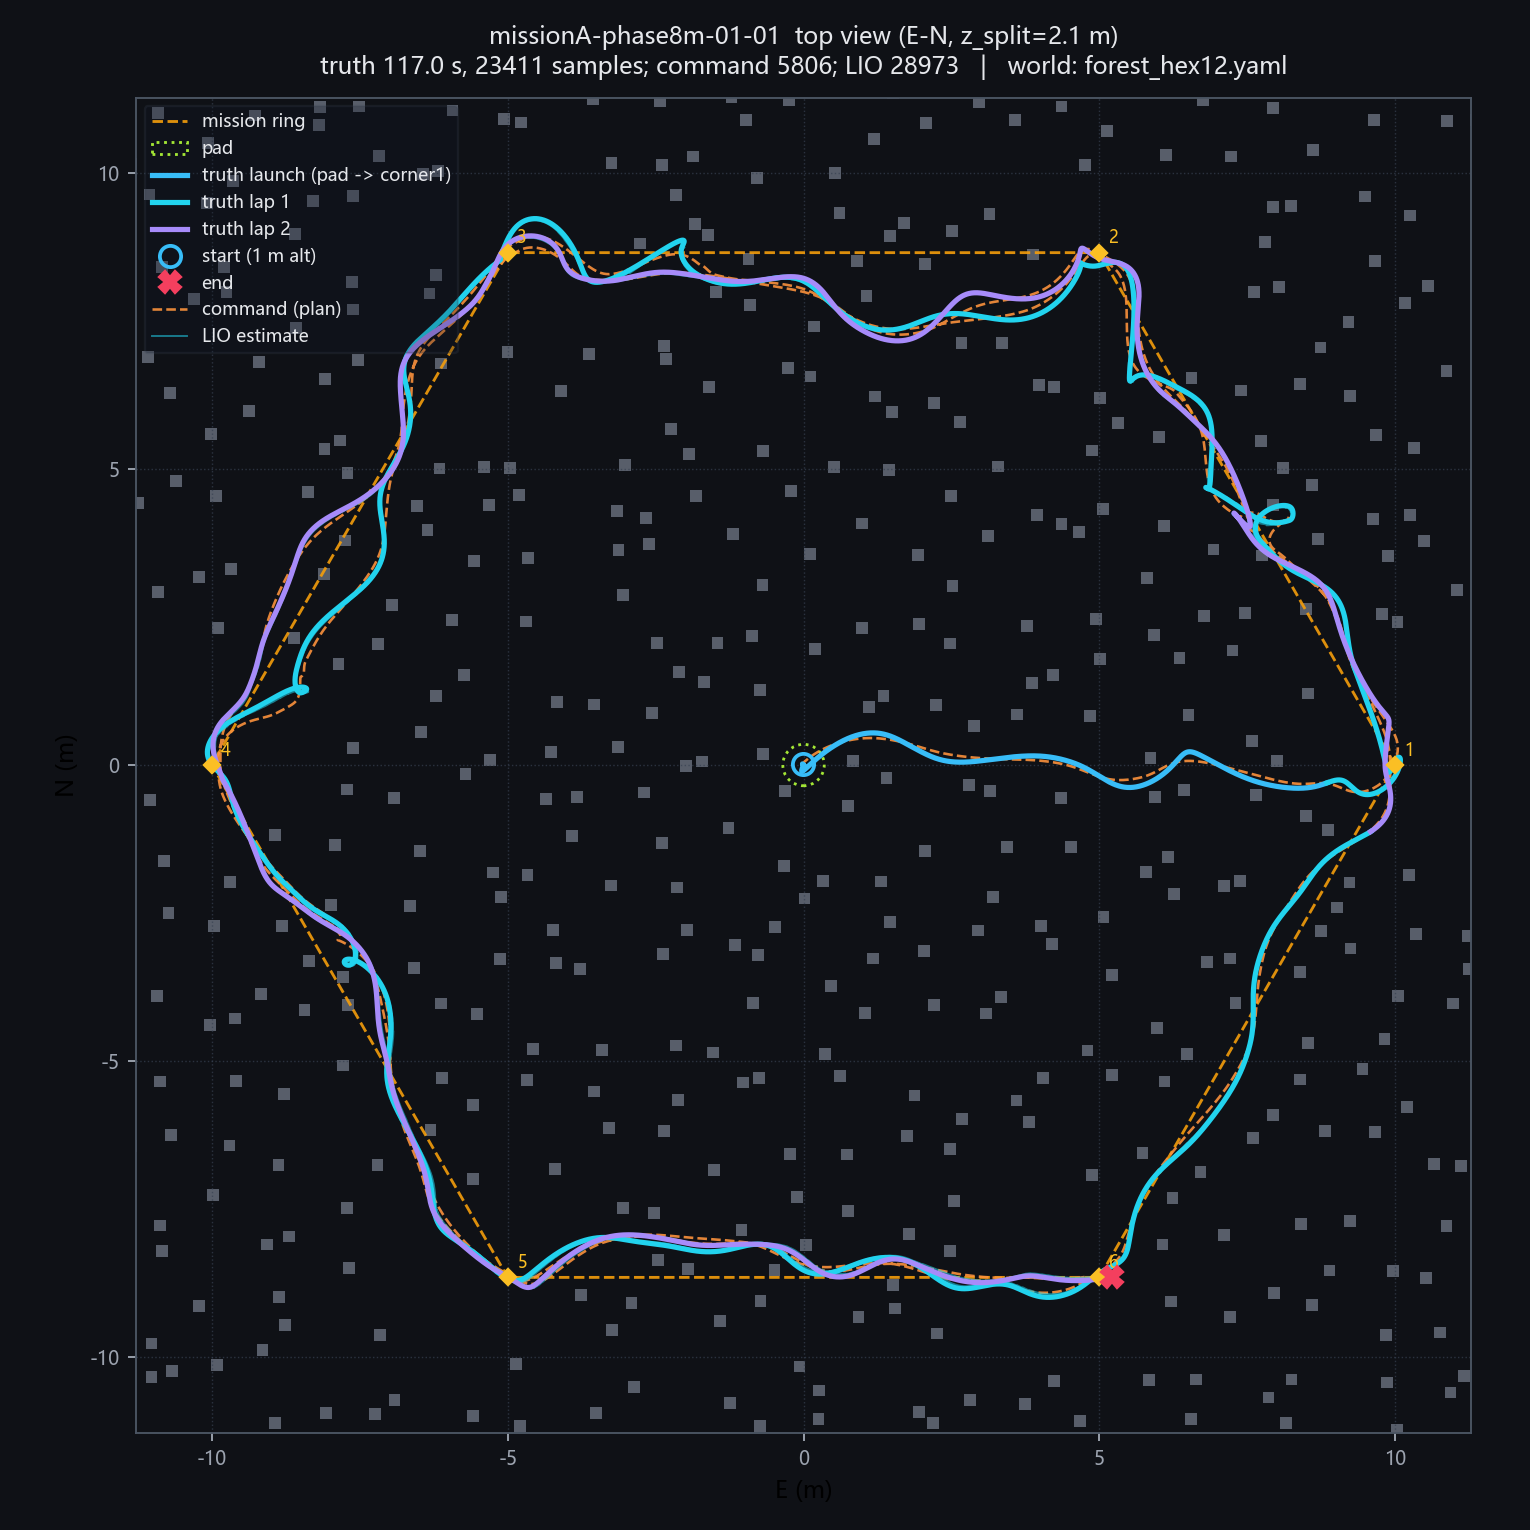 missionA-phase8m-01-01  top view (E-N, z_split=2.1 m)
truth 117.0 s, 23411 samples; command 5806; LIO 28973  |  world: forest_hex12.yaml
mission ring
pad
truth launch (pad -> corner1)
truth lap 1
truth lap 2
start (1 m alt)
end
command (plan)
LIO estimate
3
2
4
1
5
6
10
5
0
-5
-10
N (m)
-10
-5
0
5
10
E (m)